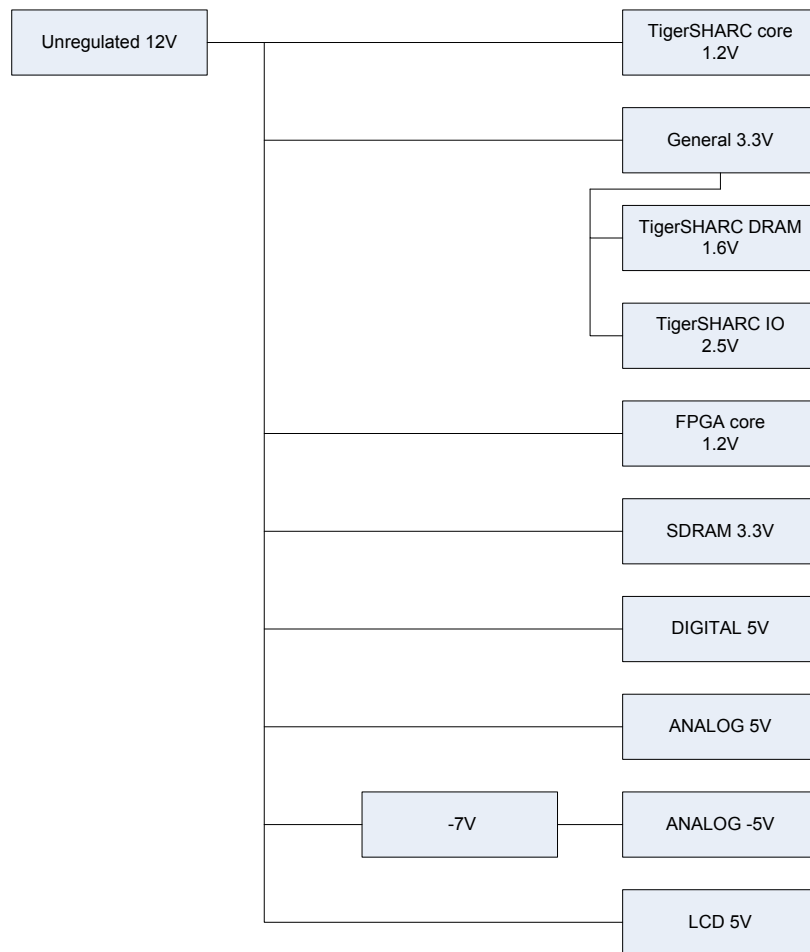 Unregulated 12V
TigerSHARC core
1.2V
General 3.3V
TigerSHARC DRAM
1.6V
TigerSHARC IO
2.5V
FPGA core
1.2V
SDRAM 3.3V
DIGITAL 5V
ANALOG 5V
-7V
ANALOG -5V
LCD 5V